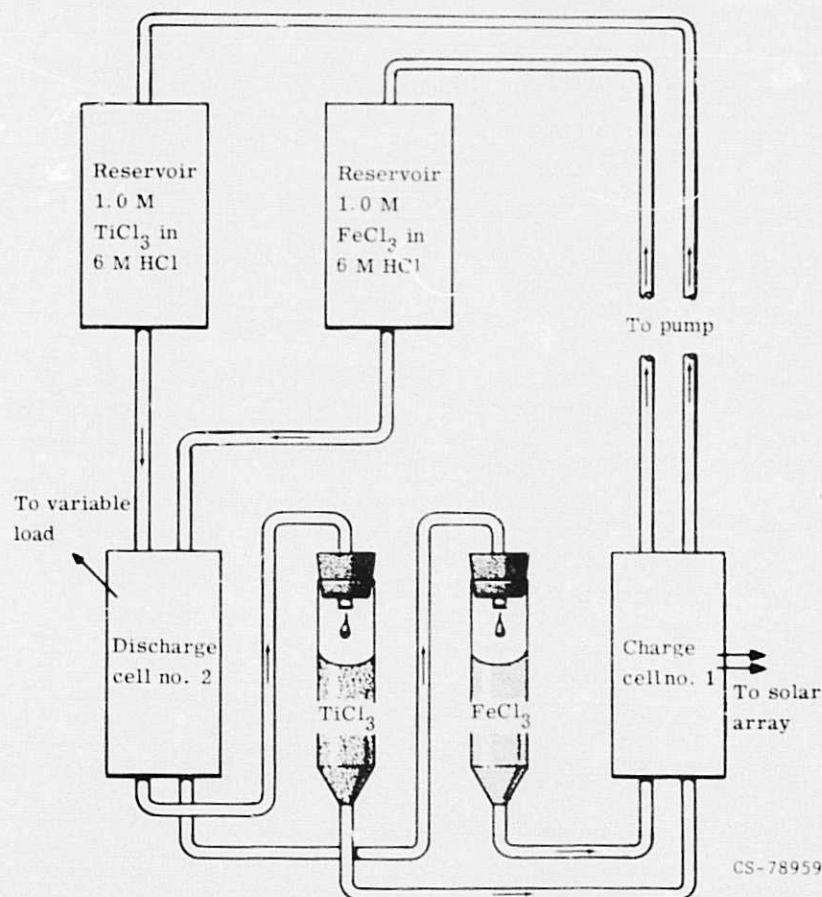 Reservoir
1.0 M
TiCl₃ in
6 M HCl
Reservoir
1.0 M
FeCl₃ in
6 M HCl
To pump
To variable
load
Discharge
cell no. 2
TiCl₃
FeCl₃
Charge
cell no. 1
To solar
array
CS-78959